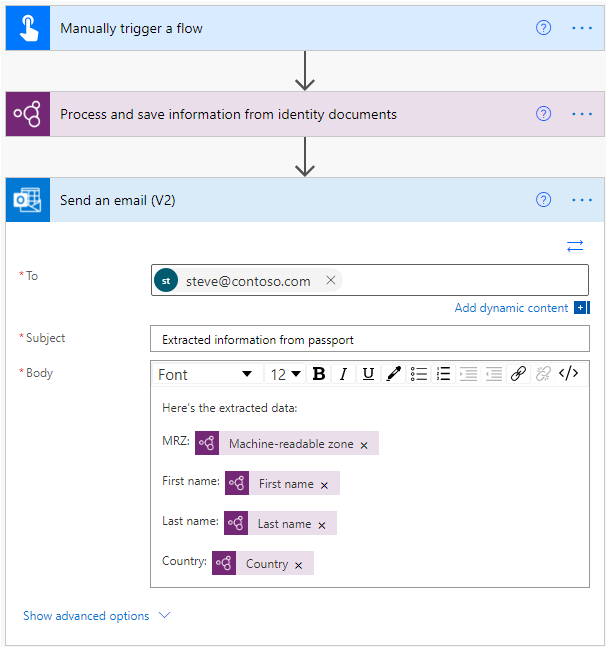 Manually trigger a flow
Process and save information from identity documents
Send an email (V2)
* To
st steve@contoso.com
Add dynamic content
* Subject
Extracted information from passport
* Body
Font 12 B I U </>
Here's the extracted data:
MRZ: Machine-readable zone
First name: First name
Last name: Last name
Country: Country
Show advanced options